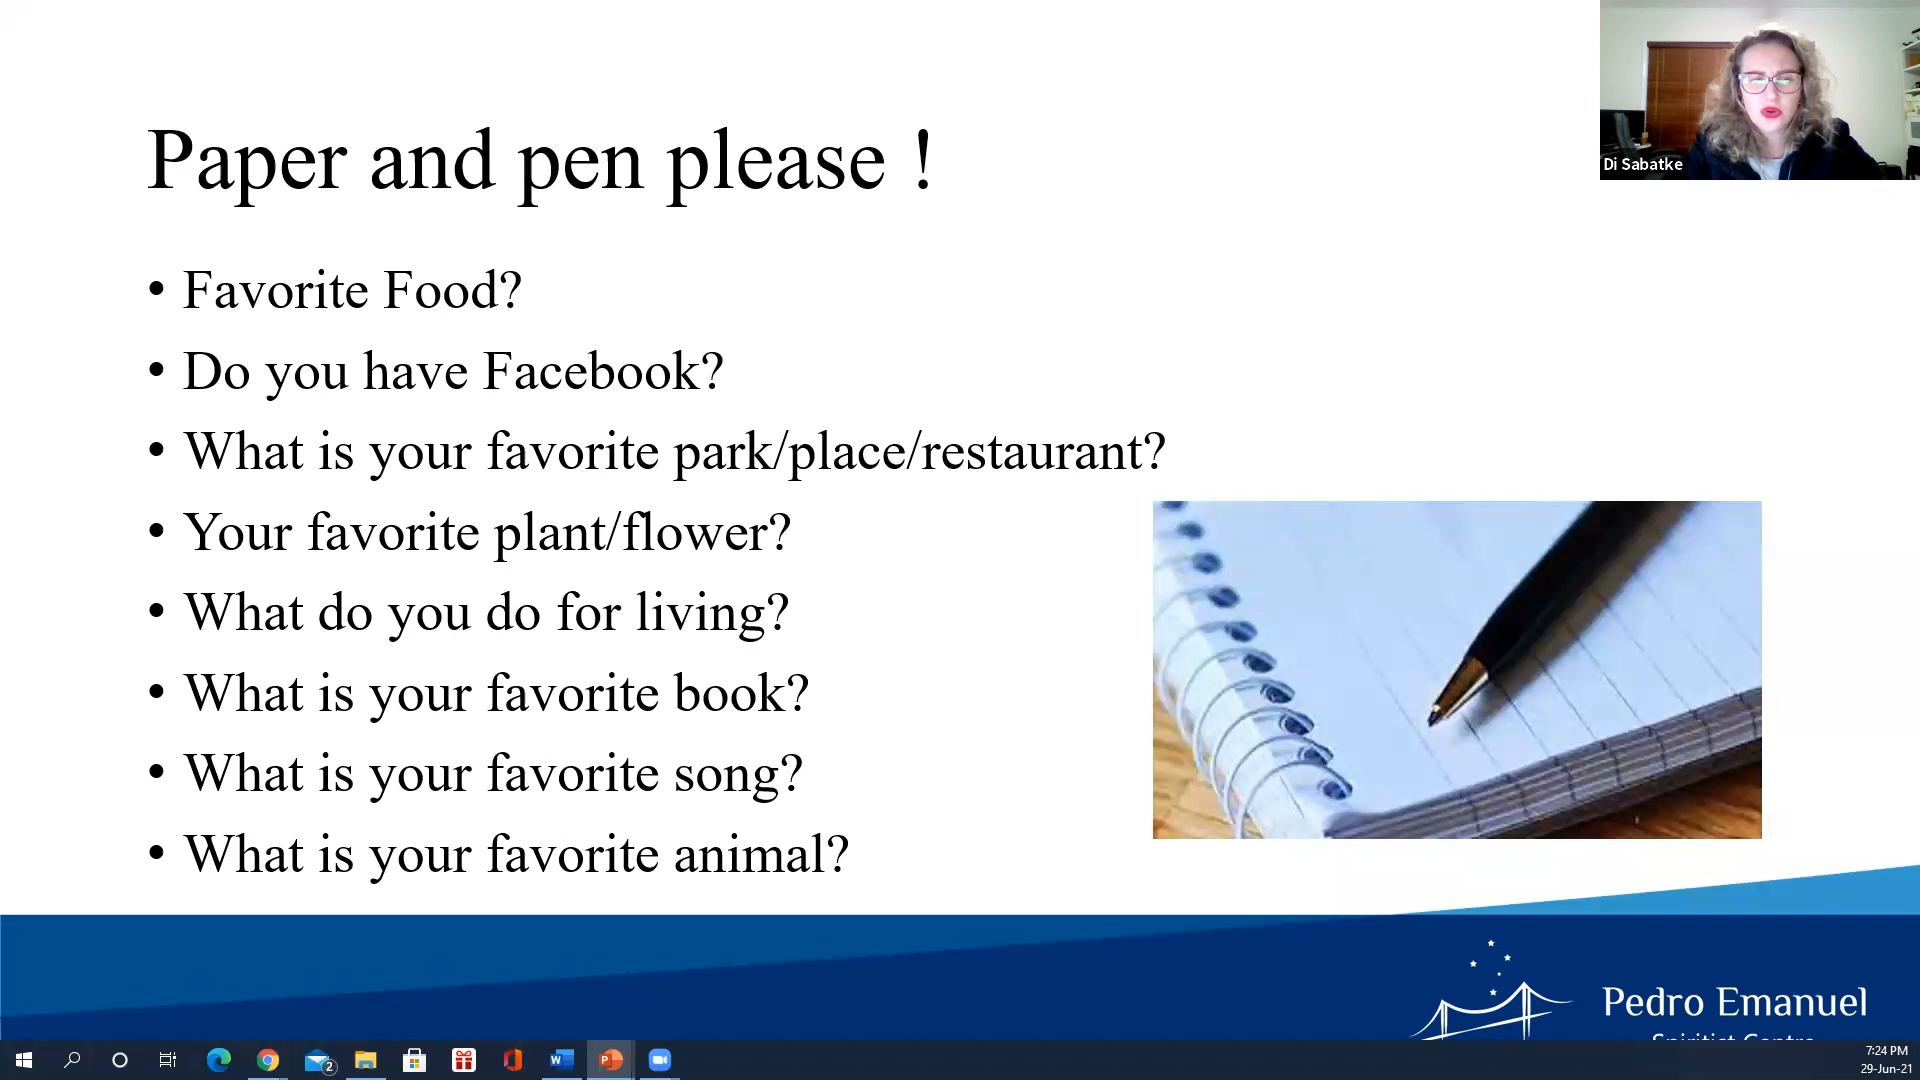 Paper and pen please !
• Favorite Food?
• Do you have Facebook?
• What is your favorite park/place/restaurant?
• Your favorite plant/flower?
• What do you do for living?
• What is your favorite book?
• What is your favorite song?
• What is your favorite animal?
Di Sabatke
Pedro Emanuel
Spiritist Centre
2
7:24 PM
29-Jun-21